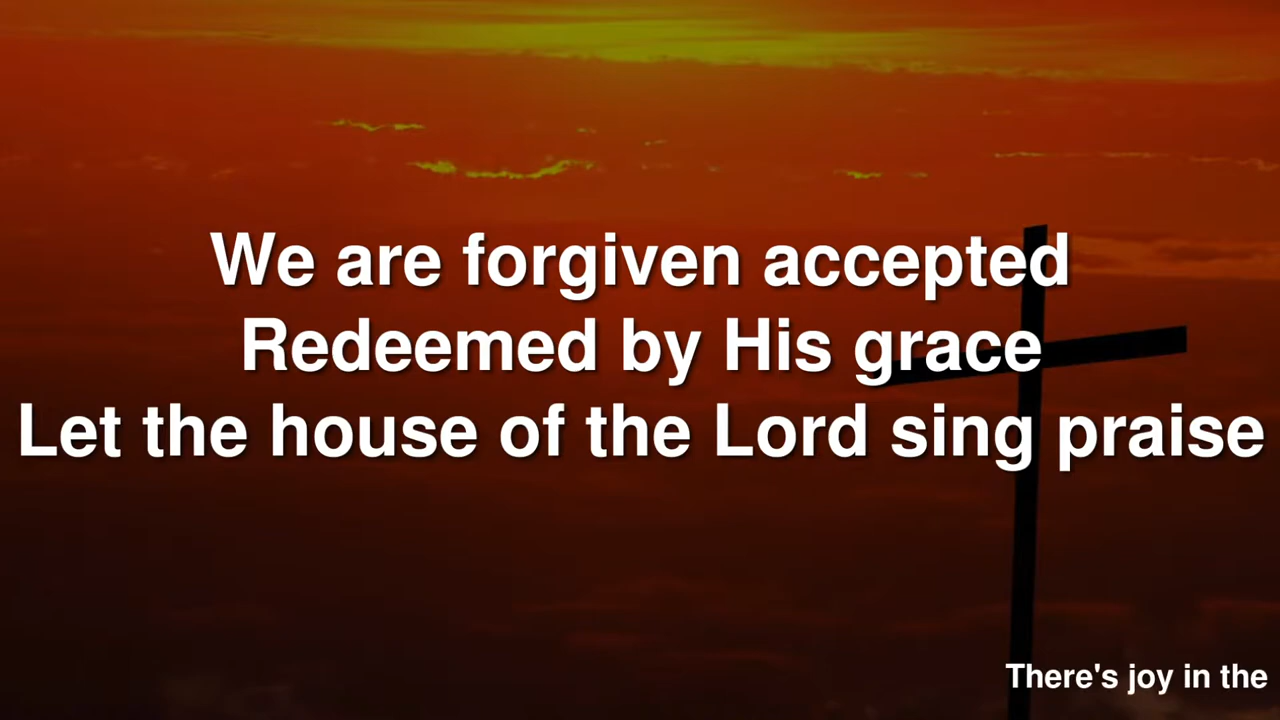 We are forgiven accepted
Redeemed by His grace
Let the house of the Lord sing praise
There's joy in the